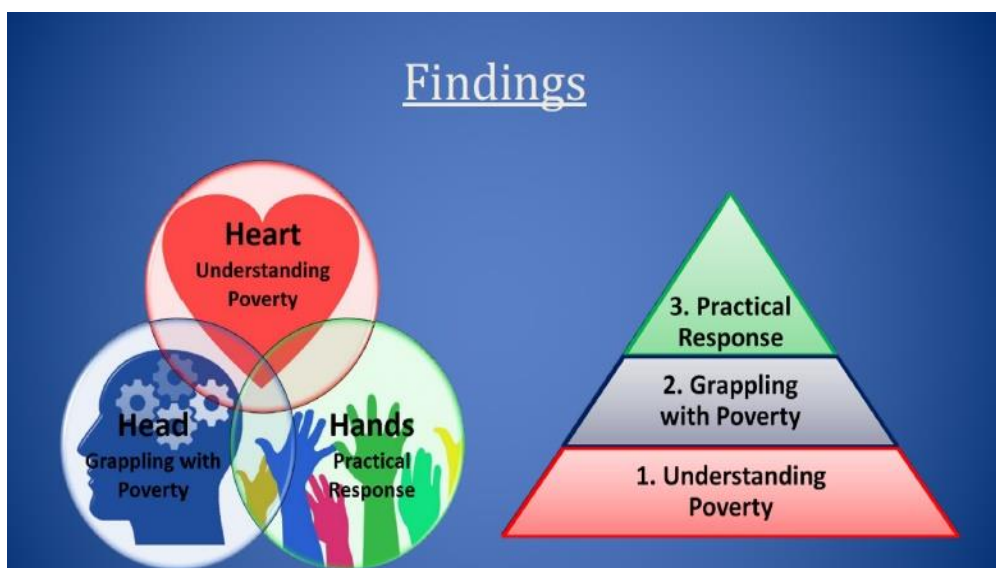 Findings
Heart
Understanding
Poverty
Head
Grappling with
Poverty
Hands
Practical
Response
3. Practical
Response
2. Grappling
with Poverty
1. Understanding
Poverty